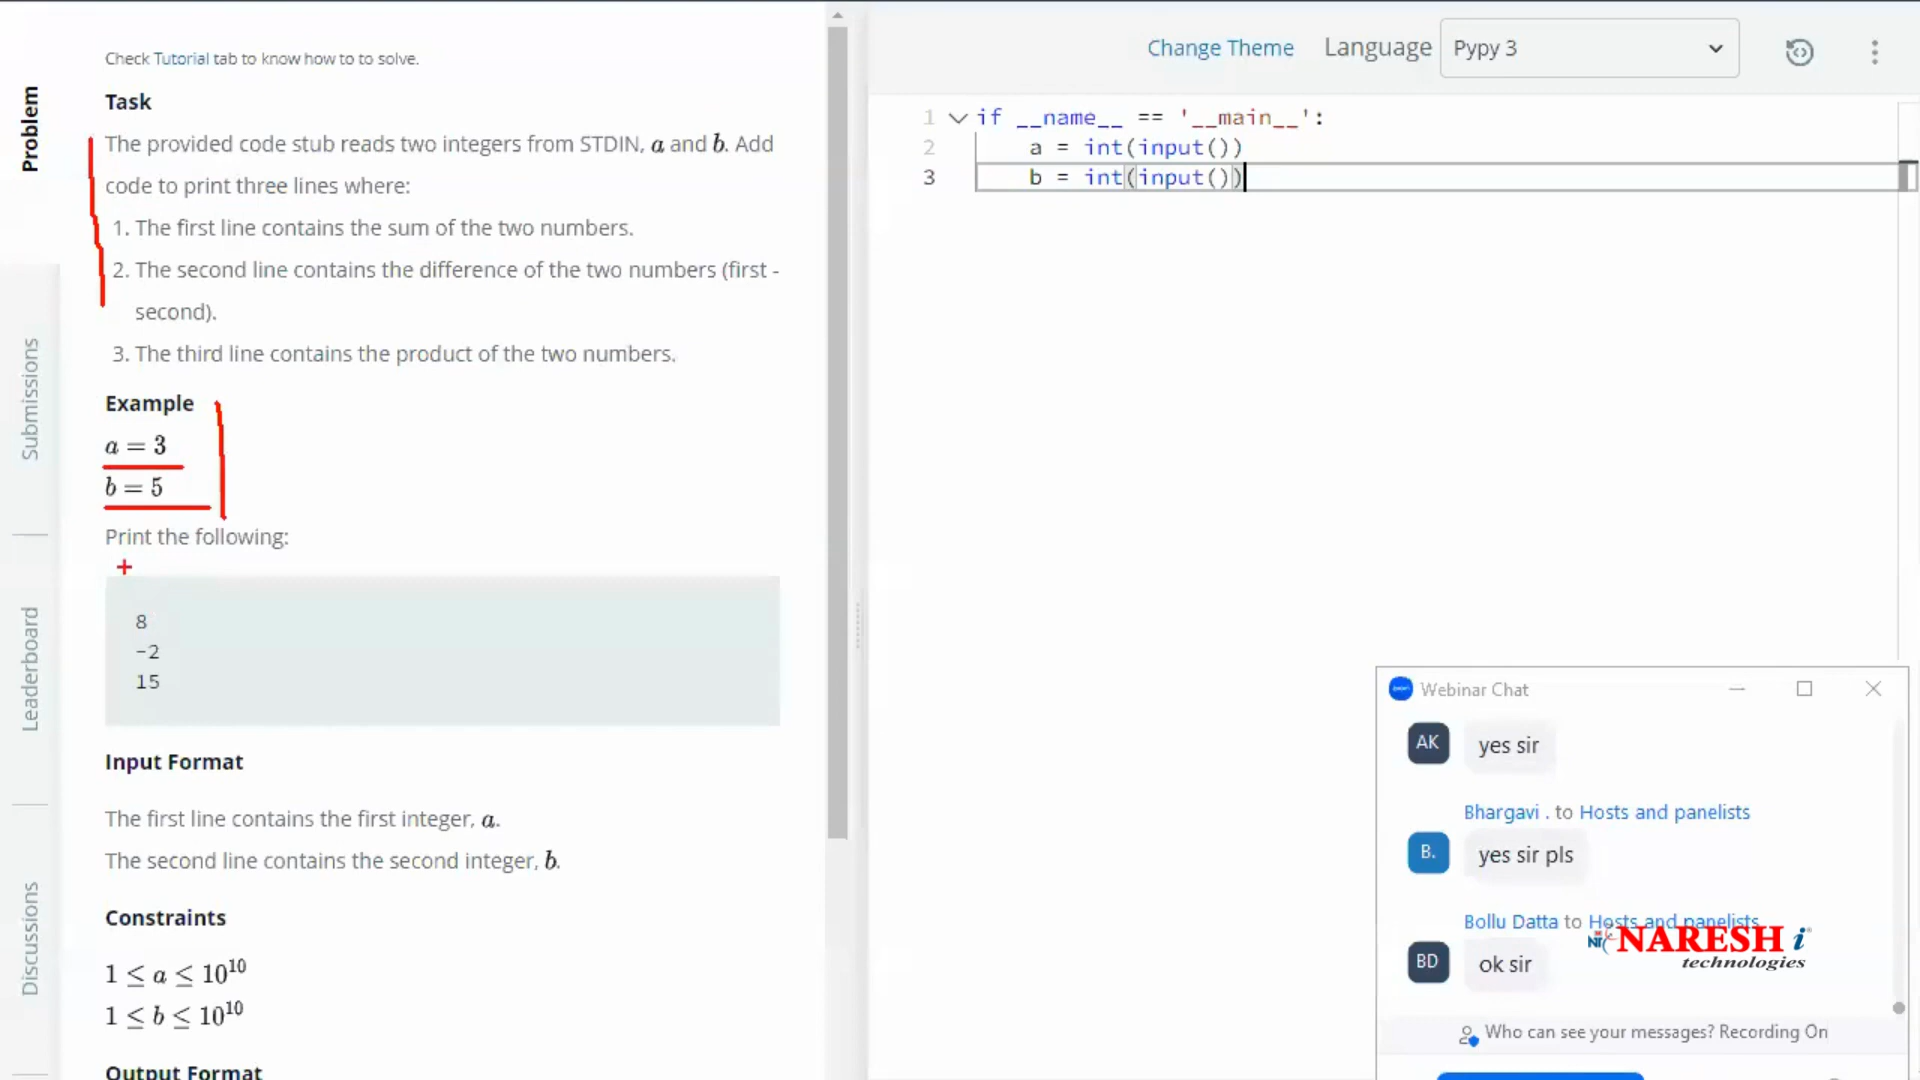 Check Tutorial tab to know how to to solve.
Task
The provided code stub reads two integers from STDIN, a and b. Add
code to print three lines where:
1. The first line contains the sum of the two numbers.
2. The second line contains the difference of the two numbers (first -
second).
3. The third line contains the product of the two numbers.
Example
a = 3
b = 5
Print the following:
8
-2
15
Input Format
The first line contains the first integer, a.
The second line contains the second integer, b.
Constraints
1 ≤ a ≤ 10^10
1 ≤ b ≤ 10^10
Output Format
Problem
Submissions
Leaderboard
Discussions
Change Theme Language Pypy 3
1 if __name__ == '__main__':
2 a = int(input())
3 b = int(input())
Webinar Chat
AK yes sir
Bhargavi . to Hosts and panelists
B. yes sir pls
Bollu Datta to Hosts and panelists
BD ok sir
NARESH i
technologies
Who can see your messages? Recording On